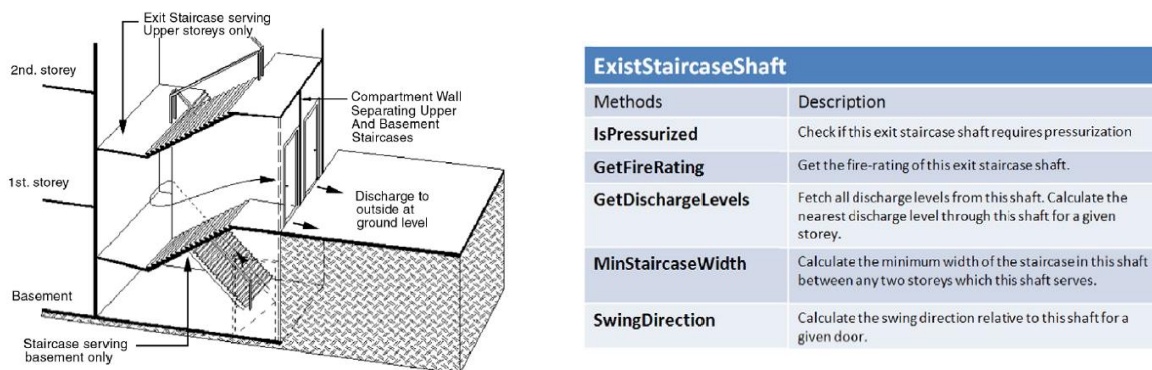 Exit Staircase serving
Upper storeys only
2nd. storey
Compartment Wall
Separating Upper
And Basement
Staircases
1st. storey
Discharge to
outside at
ground level
Basement
Staircase serving
basement only
ExistStaircaseShaft
Methods Description
IsPressurized Check if this exit staircase shaft requires pressurization
GetFireRating Get the fire-rating of this exit staircase shaft.
GetDischargeLevels Fetch all discharge levels from this shaft. Calculate the
nearest discharge level through this shaft for a given
storey.
MinStaircaseWidth Calculate the minimum width of the staircase in this shaft
between any two storeys which this shaft serves.
SwingDirection Calculate the swing direction relative to this shaft for a
given door.